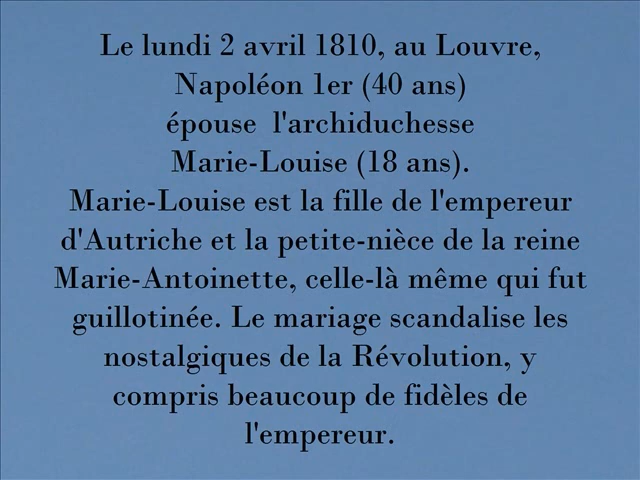 Le lundi 2 avril 1810, au Louvre,
Napoléon 1er (40 ans)
épouse  l'archiduchesse
Marie-Louise (18 ans).
Marie-Louise est la fille de l'empereur
d'Autriche et la petite-nièce de la reine
Marie-Antoinette, celle-là même qui fut
guillotinée. Le mariage scandalise les
nostalgiques de la Révolution, y
compris beaucoup de fidèles de
l'empereur.